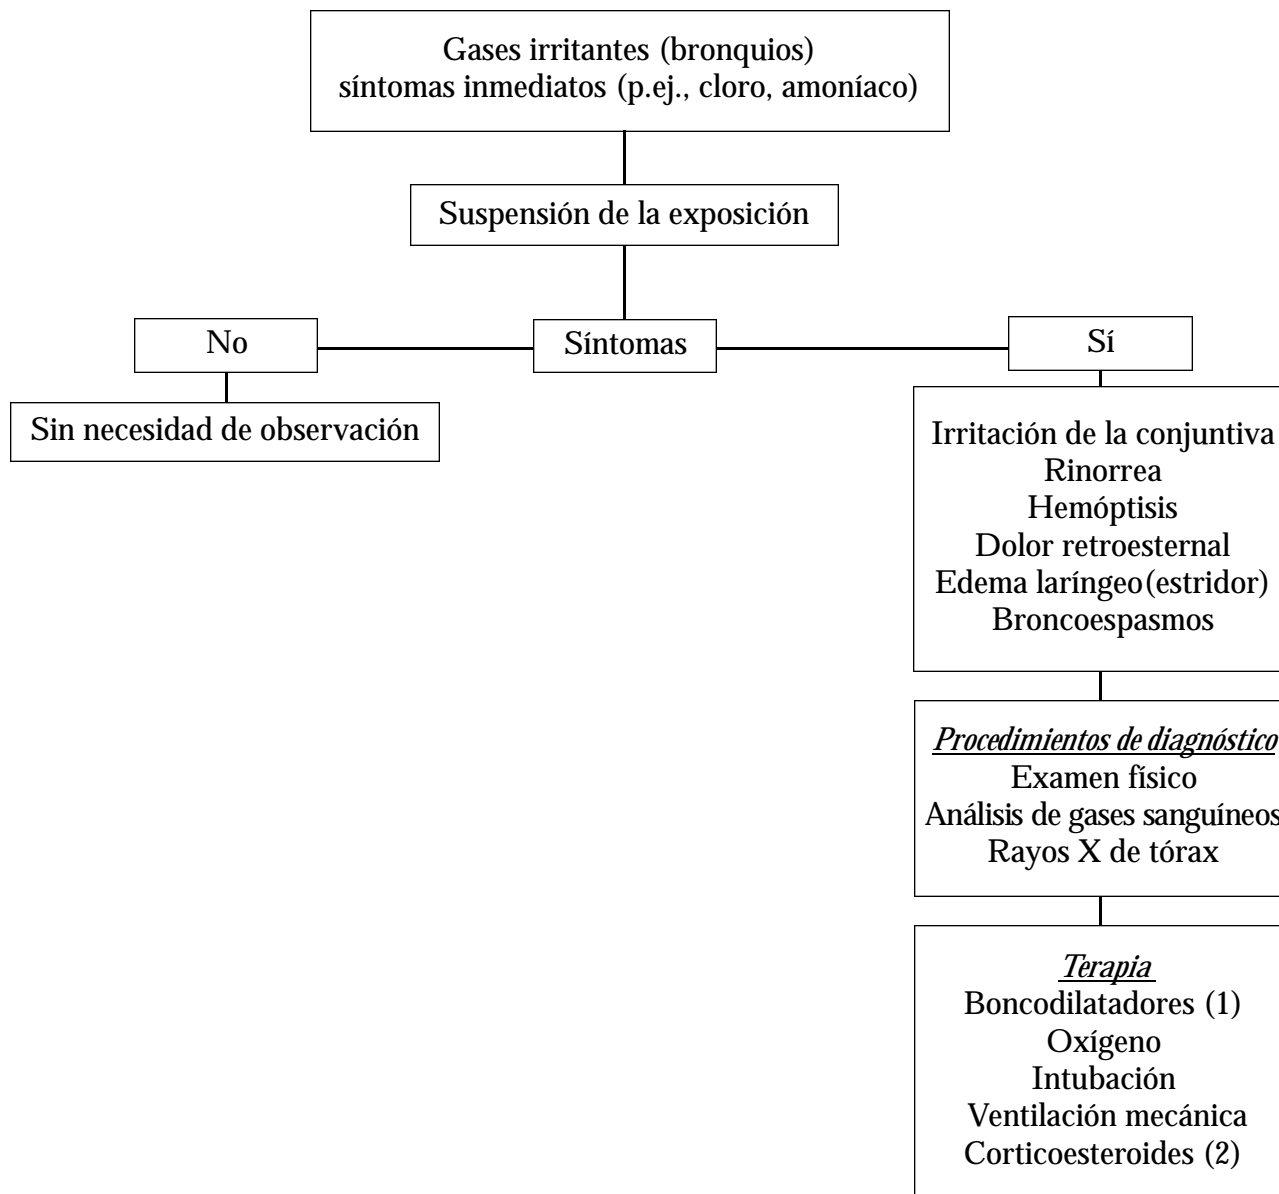 Gases irritantes (bronquios)
síntomas inmediatos (p.ej., cloro, amoníaco)
Suspensión de la exposición
No
Síntomas
Sí
Sin necesidad de observación
Irritación de la conjuntiva
Rinorrea
Hemóptisis
Dolor retroesternal
Edema laríngeo (estridor)
Broncoespasmos
Procedimientos de diagnóstico
Examen físico
Análisis de gases sanguíneos
Rayos X de tórax
Terapia
Boncodilatadores (1)
Oxígeno
Intubación
Ventilación mecánica
Corticoesteroides (2)